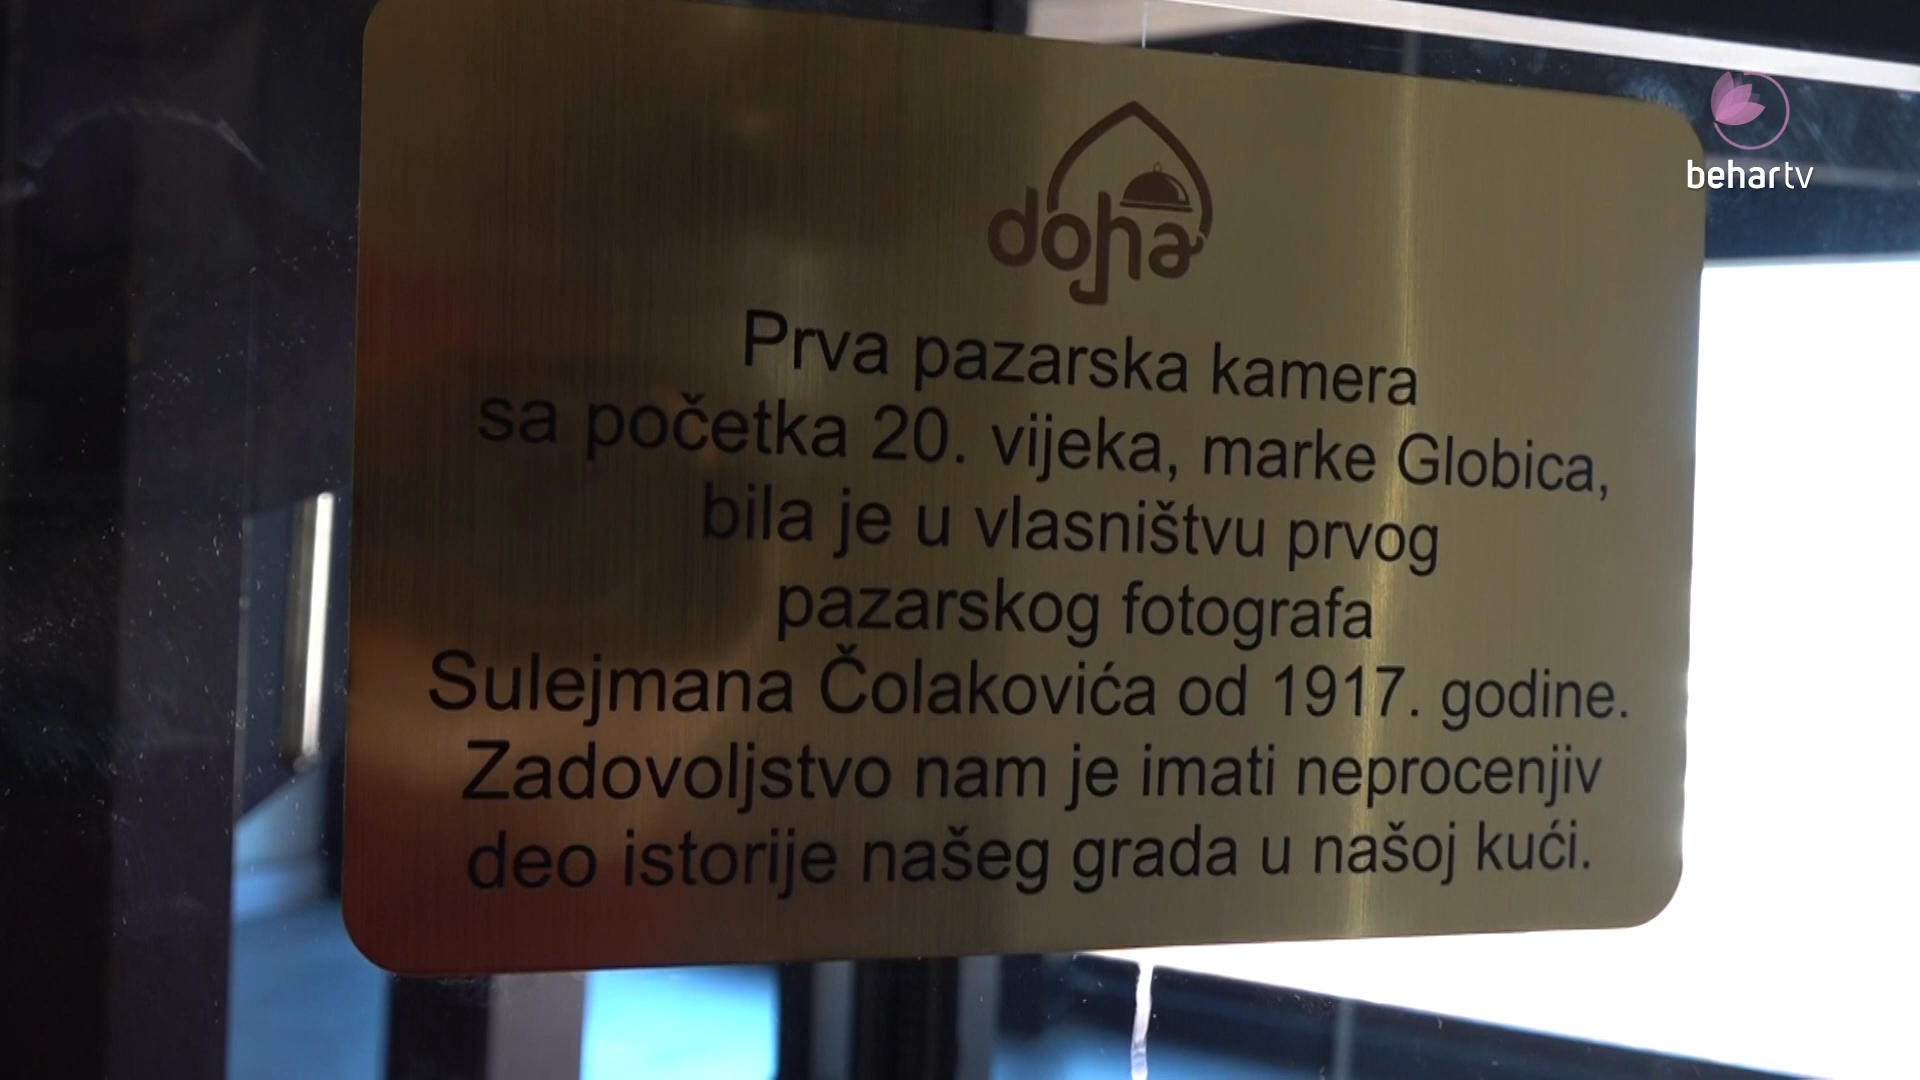 behartv
doha
Prva pazarska kamera
sa početka 20. vijeka, marke Globica,
bila je u vlasništvu prvog
pazarskog fotografa
Sulejmana Čolakovića od 1917. godine.
Zadovoljstvo nam je imati neprocenjiv
deo istorije našeg grada u našoj kući.